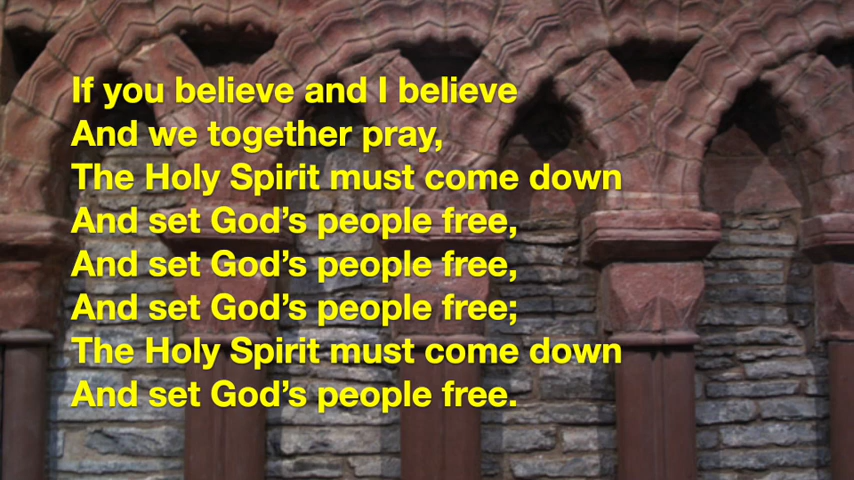 If you believe and I believe
And we together pray,
The Holy Spirit must come down
And set God’s people free,
And set God’s people free,
And set God’s people free;
The Holy Spirit must come down
And set God’s people free.